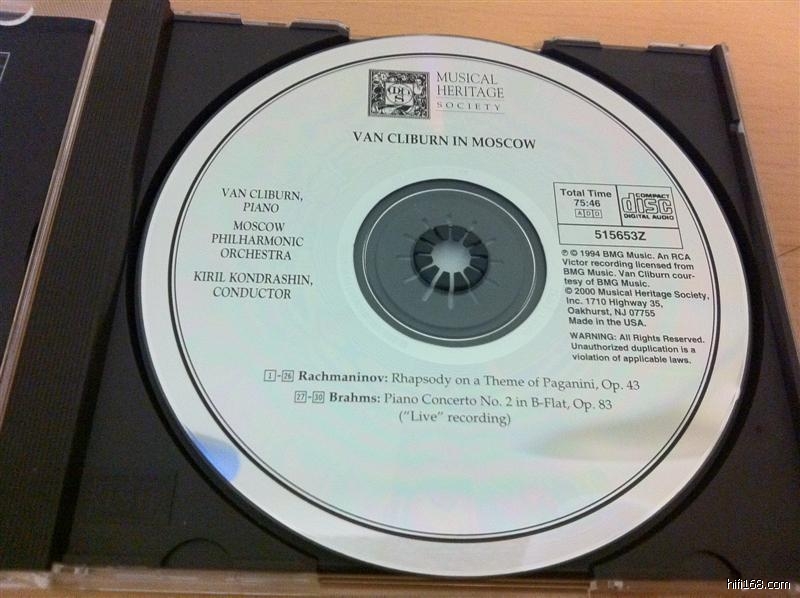 MUSICAL
HERITAGE
SOCIETY
VAN CLIBURN IN MOSCOW
VAN CLIBURN,
PIANO
MOSCOW
PHILHARMONIC
ORCHESTRA
KIRIL KONDRASHIN,
CONDUCTOR
Total Time
75:46
ADD
COMPACT
disc
DIGITAL AUDIO
515653Z
℗ © 1994 BMG Music. An RCA
Victor recording licensed from
BMG Music. Van Cliburn cour-
tesy of BMG Music.
© 2000 Musical Heritage Society,
Inc. 1710 Highway 35,
Oakhurst, NJ 07755
Made in the USA.
WARNING: All Rights Reserved.
Unauthorized duplication is a
violation of applicable laws.
1-26 Rachmaninov: Rhapsody on a Theme of Paganini, Op. 43
27-30 Brahms: Piano Concerto No. 2 in B-Flat, Op. 83
("Live" recording)
hifi168.com